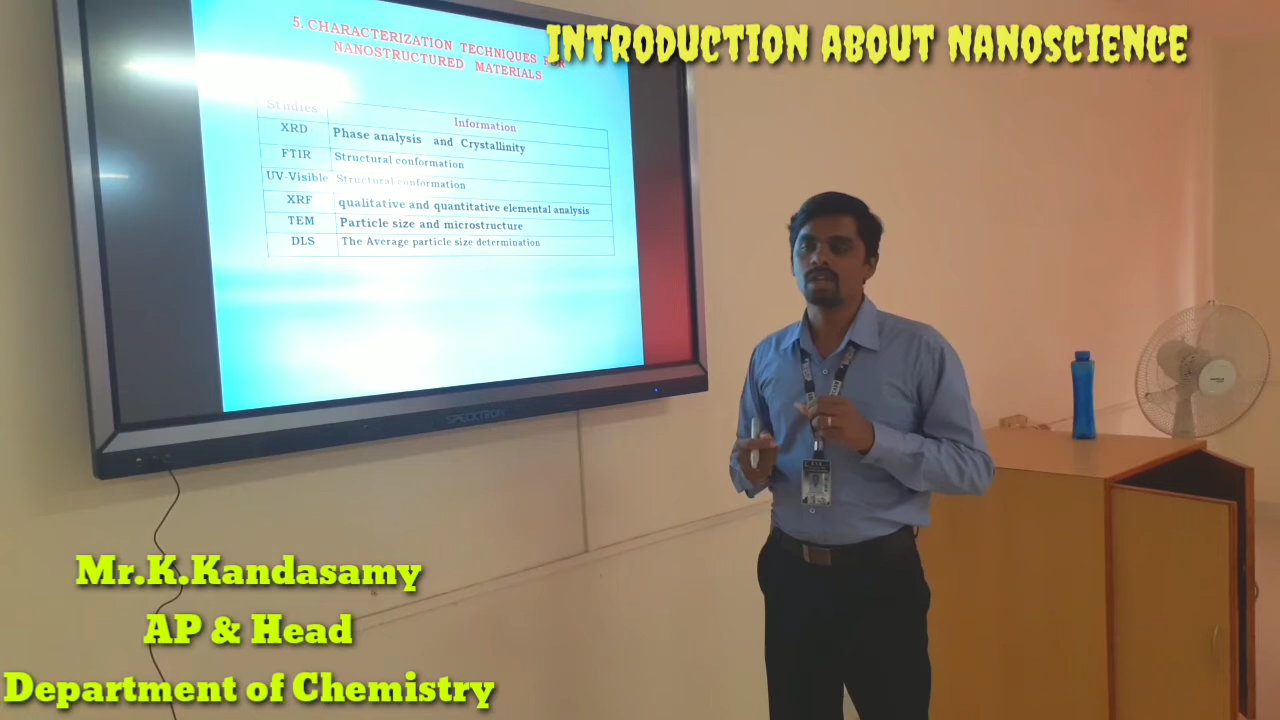 INTRODUCTION ABOUT NANOSCIENCE
5. CHARACTERIZATION TECHNIQUES FOR
NANOSTRUCTURED MATERIALS
Studies Information
XRD Phase analysis and Crystallinity
FTIR Structural conformation
UV-Visible Structural conformation
XRF qualitative and quantitative elemental analysis
TEM Particle size and microstructure
DLS The Average particle size determination
SPECKTRON
Mr.K.Kandasamy
AP & Head
Department of Chemistry